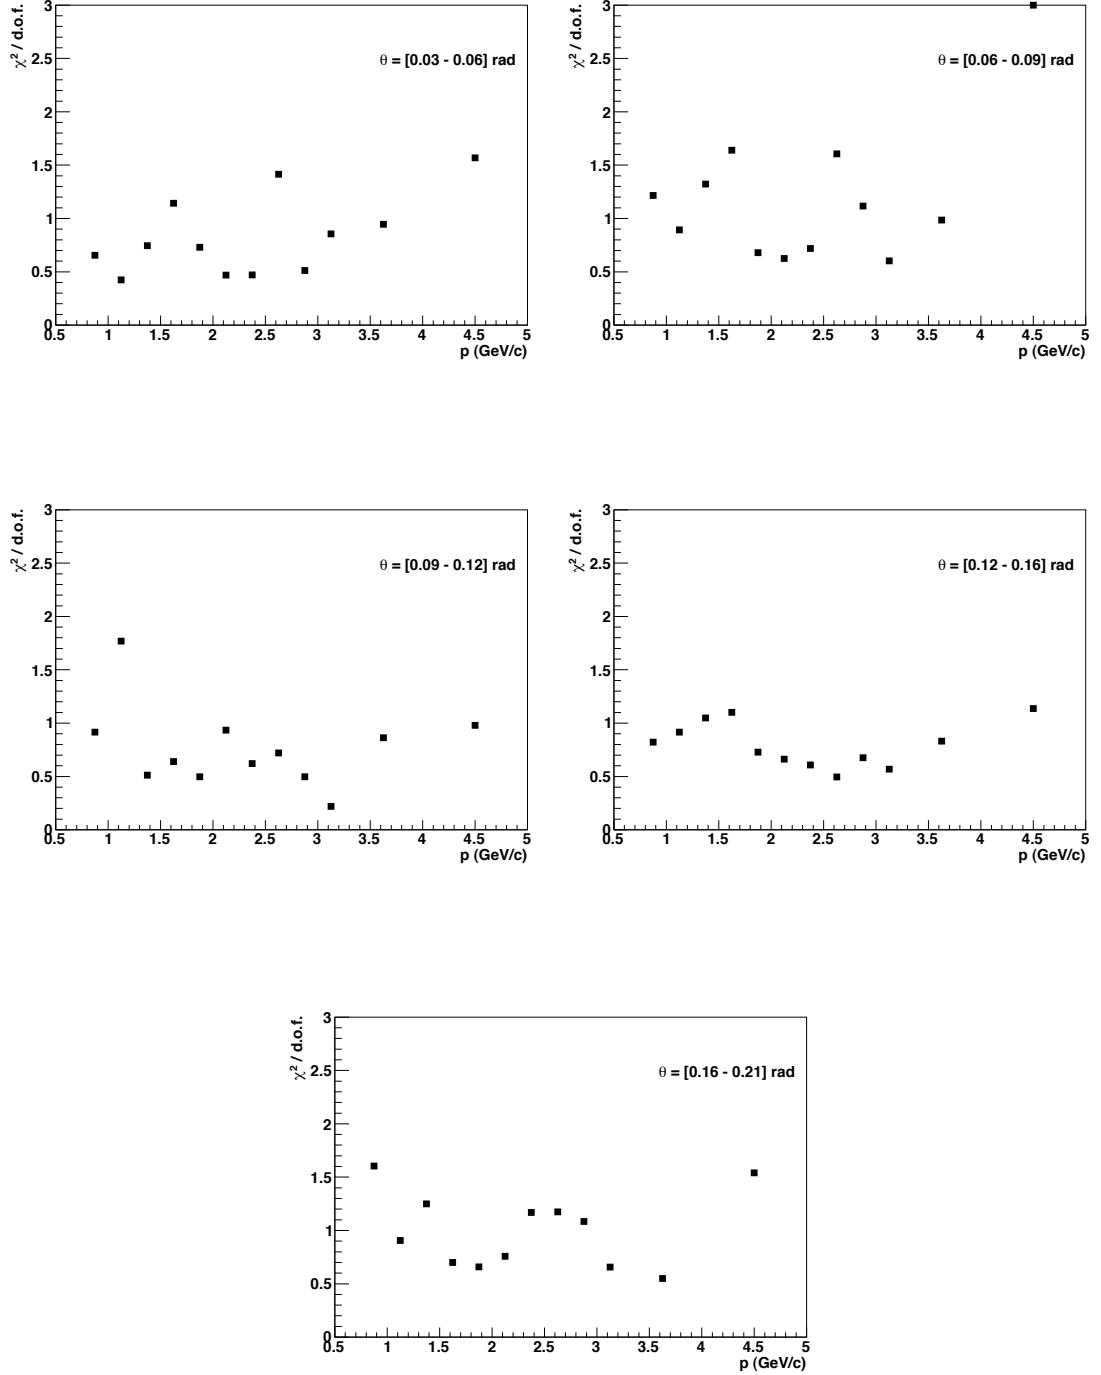 χ² / d.o.f.
3
2.5
2
1.5
1
0.5
0
θ = [0.03 - 0.06] rad
0.5 1 1.5 2 2.5 3 3.5 4 4.5 5
p (GeV/c)
χ² / d.o.f.
3
2.5
2
1.5
1
0.5
0
θ = [0.06 - 0.09] rad
0.5 1 1.5 2 2.5 3 3.5 4 4.5 5
p (GeV/c)
χ² / d.o.f.
3
2.5
2
1.5
1
0.5
0
θ = [0.09 - 0.12] rad
0.5 1 1.5 2 2.5 3 3.5 4 4.5 5
p (GeV/c)
χ² / d.o.f.
3
2.5
2
1.5
1
0.5
0
θ = [0.12 - 0.16] rad
0.5 1 1.5 2 2.5 3 3.5 4 4.5 5
p (GeV/c)
χ² / d.o.f.
3
2.5
2
1.5
1
0.5
0
θ = [0.16 - 0.21] rad
0.5 1 1.5 2 2.5 3 3.5 4 4.5 5
p (GeV/c)